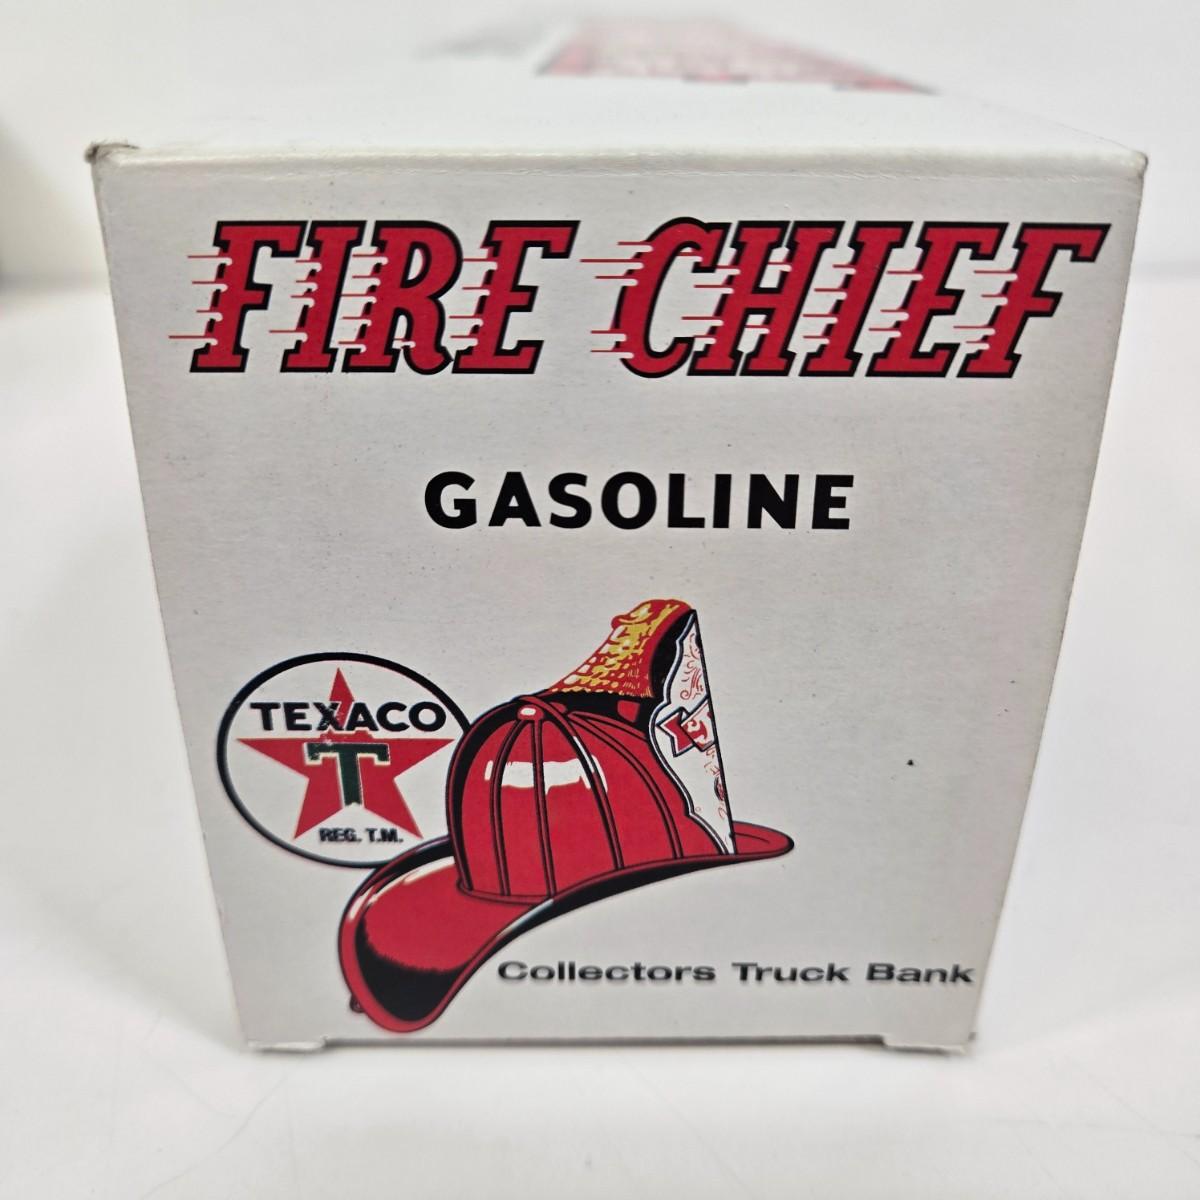 FIRE CHIEF
GASOLINE
TEXACO
T
REG. T.M.
Collectors Truck Bank